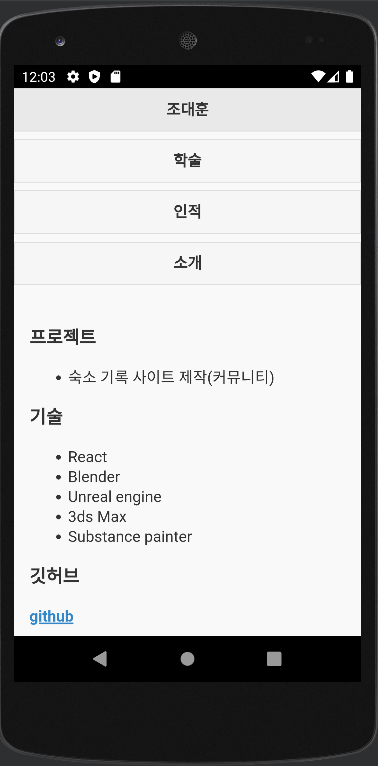 12:03
조대훈
학술
인적
소개
프로젝트
• 숙소 기록 사이트 제작(커뮤니티)
기술
• React
• Blender
• Unreal engine
• 3ds Max
• Substance painter
깃허브
github